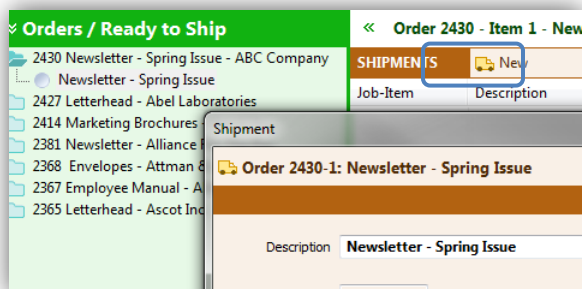 Orders / Ready to Ship
« Order 2430 - Item 1 - New
2430 Newsletter - Spring Issue - ABC Company
SHIPMENTS New
Newsletter - Spring Issue
Job-Item Description
2427 Letterhead - Abel Laboratories
2414 Marketing Brochures -
Shipment
2381 Newsletter - Alliance
2368 Envelopes - Attman &
Order 2430-1: Newsletter - Spring Issue
2367 Employee Manual - A
2365 Letterhead - Ascot Inc
Description Newsletter - Spring Issue